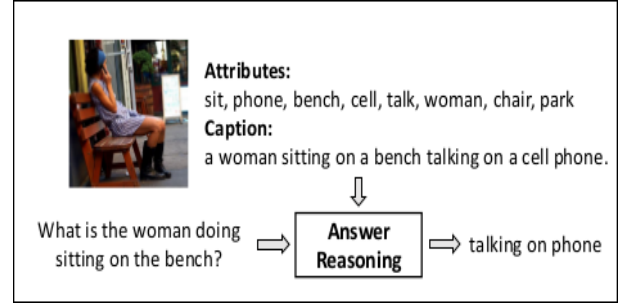 Attributes:
sit, phone, bench, cell, talk, woman, chair, park
Caption:
a woman sitting on a bench talking on a cell phone.
What is the woman doing
sitting on the bench?
Answer
Reasoning
talking on phone